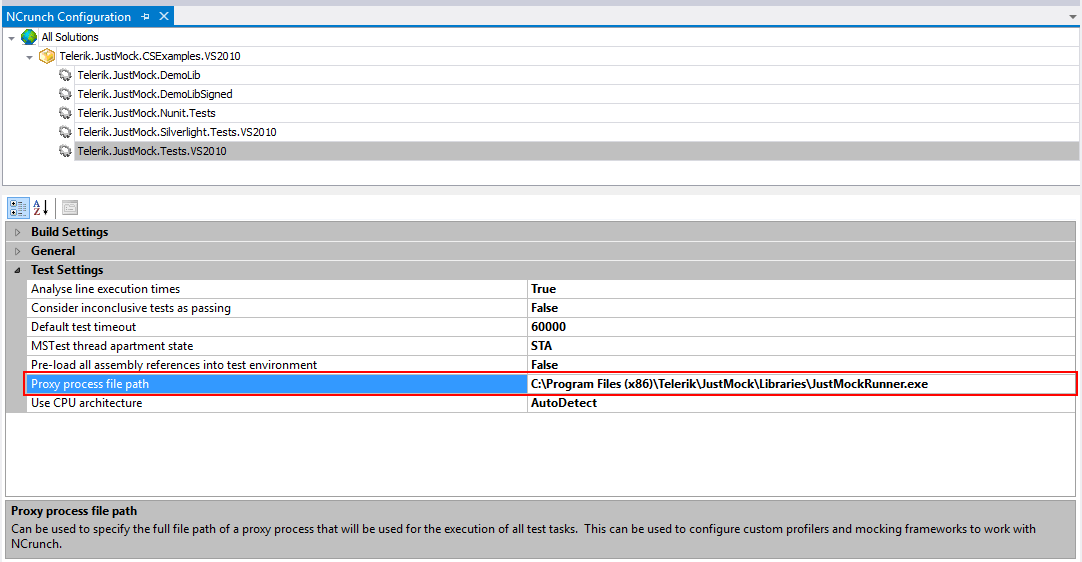 NCrunch Configuration
All Solutions
Telerik.JustMock.CSExamples.VS2010
Telerik.JustMock.DemoLib
Telerik.JustMock.DemoLibSigned
Telerik.JustMock.Nunit.Tests
Telerik.JustMock.Silverlight.Tests.VS2010
Telerik.JustMock.Tests.VS2010
A Z
Build Settings
General
Test Settings
Analyse line execution times True
Consider inconclusive tests as passing False
Default test timeout 60000
MSTest thread apartment state STA
Pre-load all assembly references into test environment False
Proxy process file path C:\Program Files (x86)\Telerik\JustMock\Libraries\JustMockRunner.exe
Use CPU architecture AutoDetect
Proxy process file path
Can be used to specify the full file path of a proxy process that will be used for the execution of all test tasks.  This can be used to configure custom profilers and mocking frameworks to work with
NCrunch.